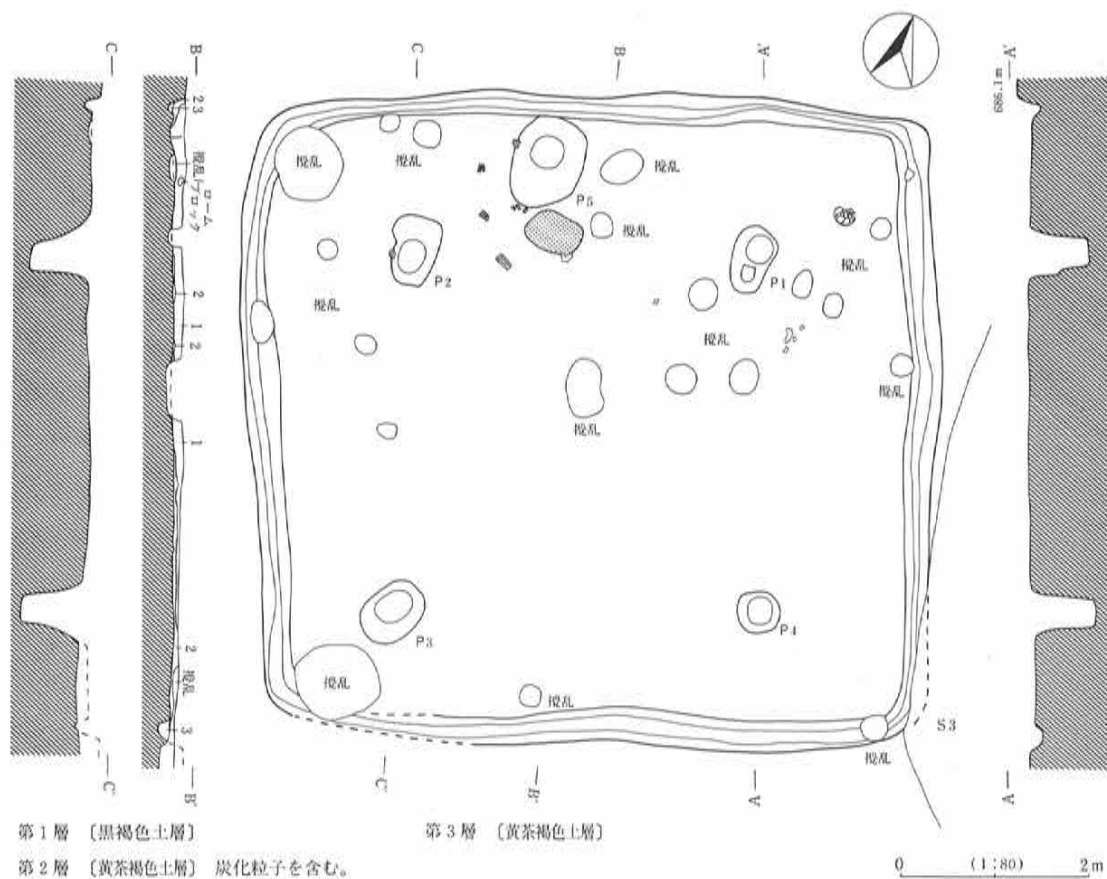 C
B
C
B
A'
A'
686.1m
2 3
撹乱
ローム
ブロック
2
1
2
1
2
撹乱
3
C'
B'
撹乱
撹乱
撹乱
P5
撹乱
P2
撹乱
P1
撹乱
撹乱
撹乱
撹乱
P3
P4
撹乱
撹乱
S3
撹乱
C'
B'
A
A
第1層 〔黒褐色土層〕
第3層 〔黄茶褐色土層〕
第2層 〔黄茶褐色土層〕 炭化粒子を含む。
0 (1:80) 2m